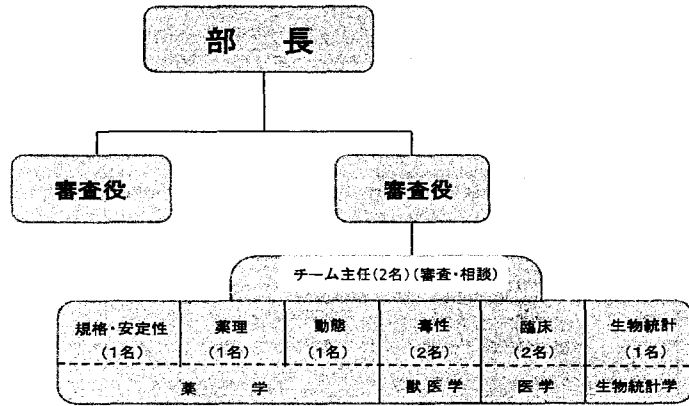 部 長
審査役
審査役
チーム主任(2名)(審査・相談)
規格・安定性 薬理 動態 毒性 臨床 生物統計
(1名) (1名) (1名) (2名) (2名) (1名)
薬 学 獣医学 医学 生物統計学